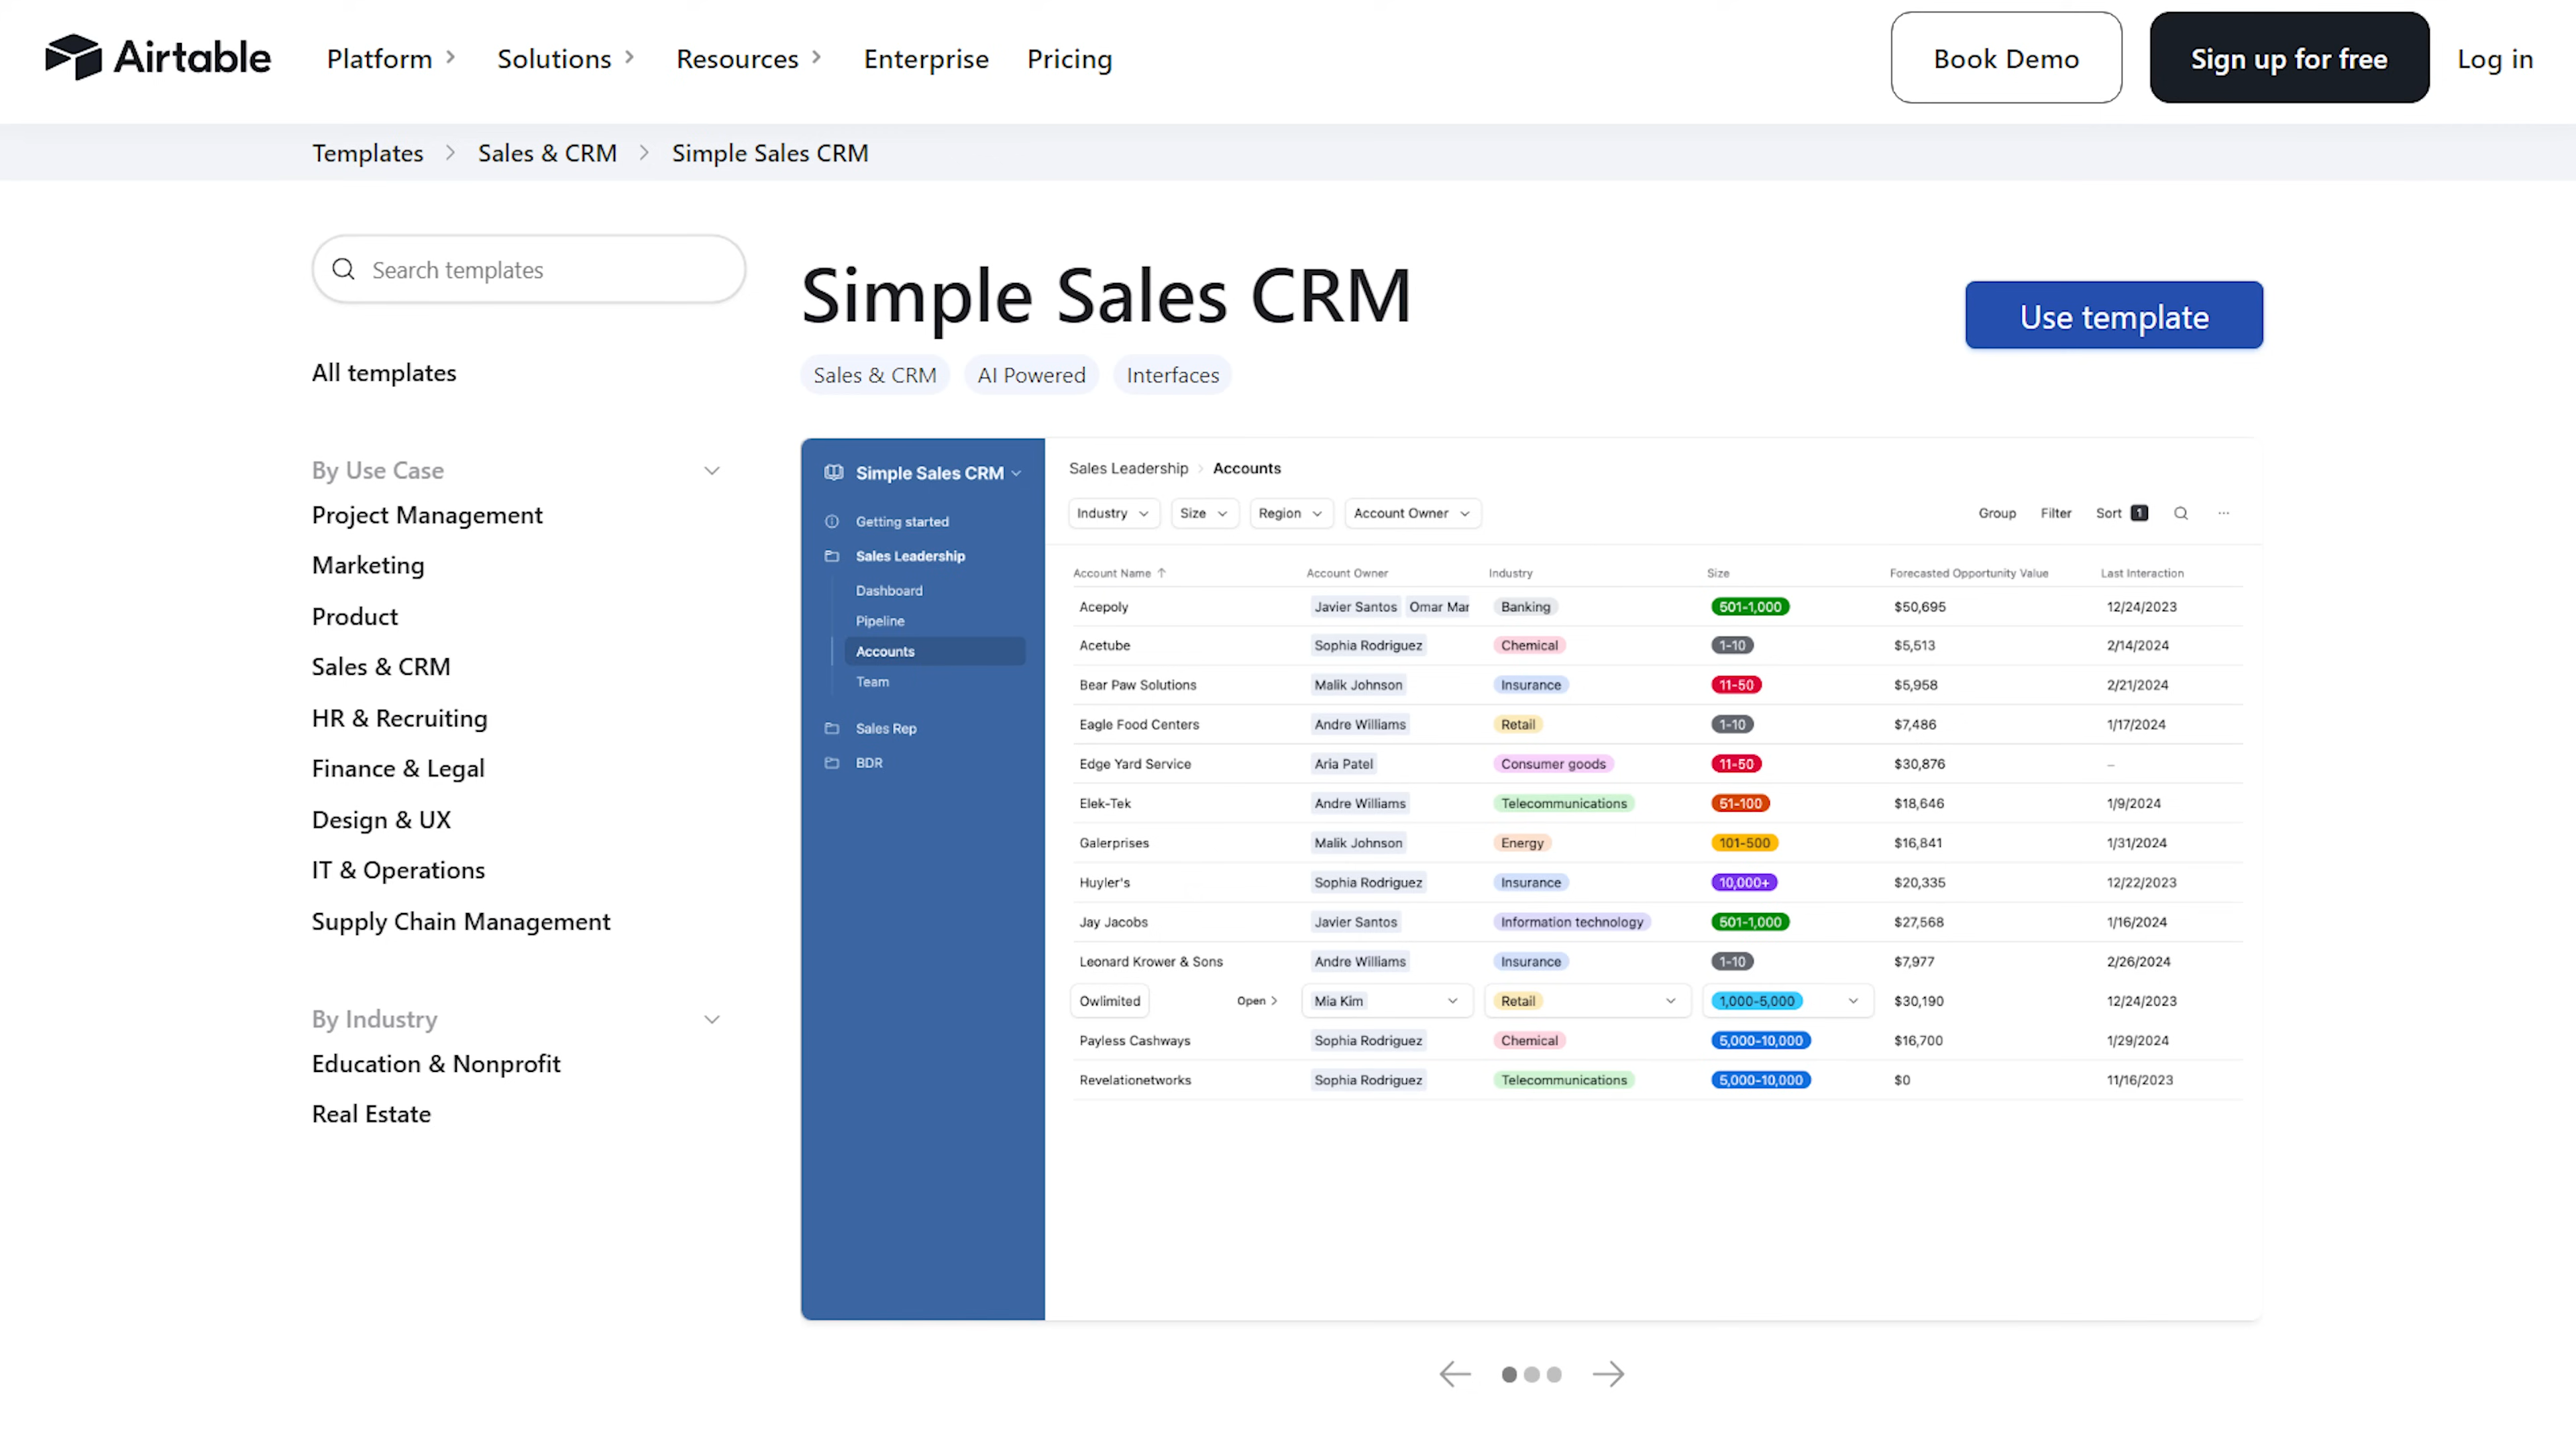 Airtable Platform Solutions Resources Enterprise Pricing Book Demo Sign up for free Log in
Templates Sales & CRM Simple Sales CRM
Search templates
All templates
By Use Case
Project Management
Marketing
Product
Sales & CRM
HR & Recruiting
Finance & Legal
Design & UX
IT & Operations
Supply Chain Management
By Industry
Education & Nonprofit
Real Estate
Simple Sales CRM
Use template
Sales & CRM AI Powered Interfaces
Simple Sales CRM
Getting started
Sales Leadership
Dashboard
Pipeline
Accounts
Team
Sales Rep
BDR
Sales Leadership Accounts
Industry Size Region Account Owner Group Filter Sort 1
Account Name Account Owner Industry Size Forecasted Opportunity Value Last Interaction
Acepoly Javier Santos Omar Mar Banking 501-1,000 $50,695 12/24/2023
Acetube Sophia Rodriguez Chemical 1-10 $5,513 2/14/2024
Bear Paw Solutions Malik Johnson Insurance 11-50 $5,958 2/21/2024
Eagle Food Centers Andre Williams Retail 1-10 $7,486 1/17/2024
Edge Yard Service Aria Patel Consumer goods 11-50 $30,876 –
Elek-Tek Andre Williams Telecommunications 51-100 $18,646 1/9/2024
Galerprises Malik Johnson Energy 101-500 $16,841 1/31/2024
Huyler's Sophia Rodriguez Insurance 10,000+ $20,335 12/22/2023
Jay Jacobs Javier Santos Information technology 501-1,000 $27,568 1/16/2024
Leonard Krower & Sons Andre Williams Insurance 1-10 $7,977 2/26/2024
Owlimited Open Mia Kim Retail 1,000-5,000 $30,190 12/24/2023
Payless Cashways Sophia Rodriguez Chemical 5,000-10,000 $16,700 1/29/2024
Revelationetworks Sophia Rodriguez Telecommunications 5,000-10,000 $0 11/16/2023